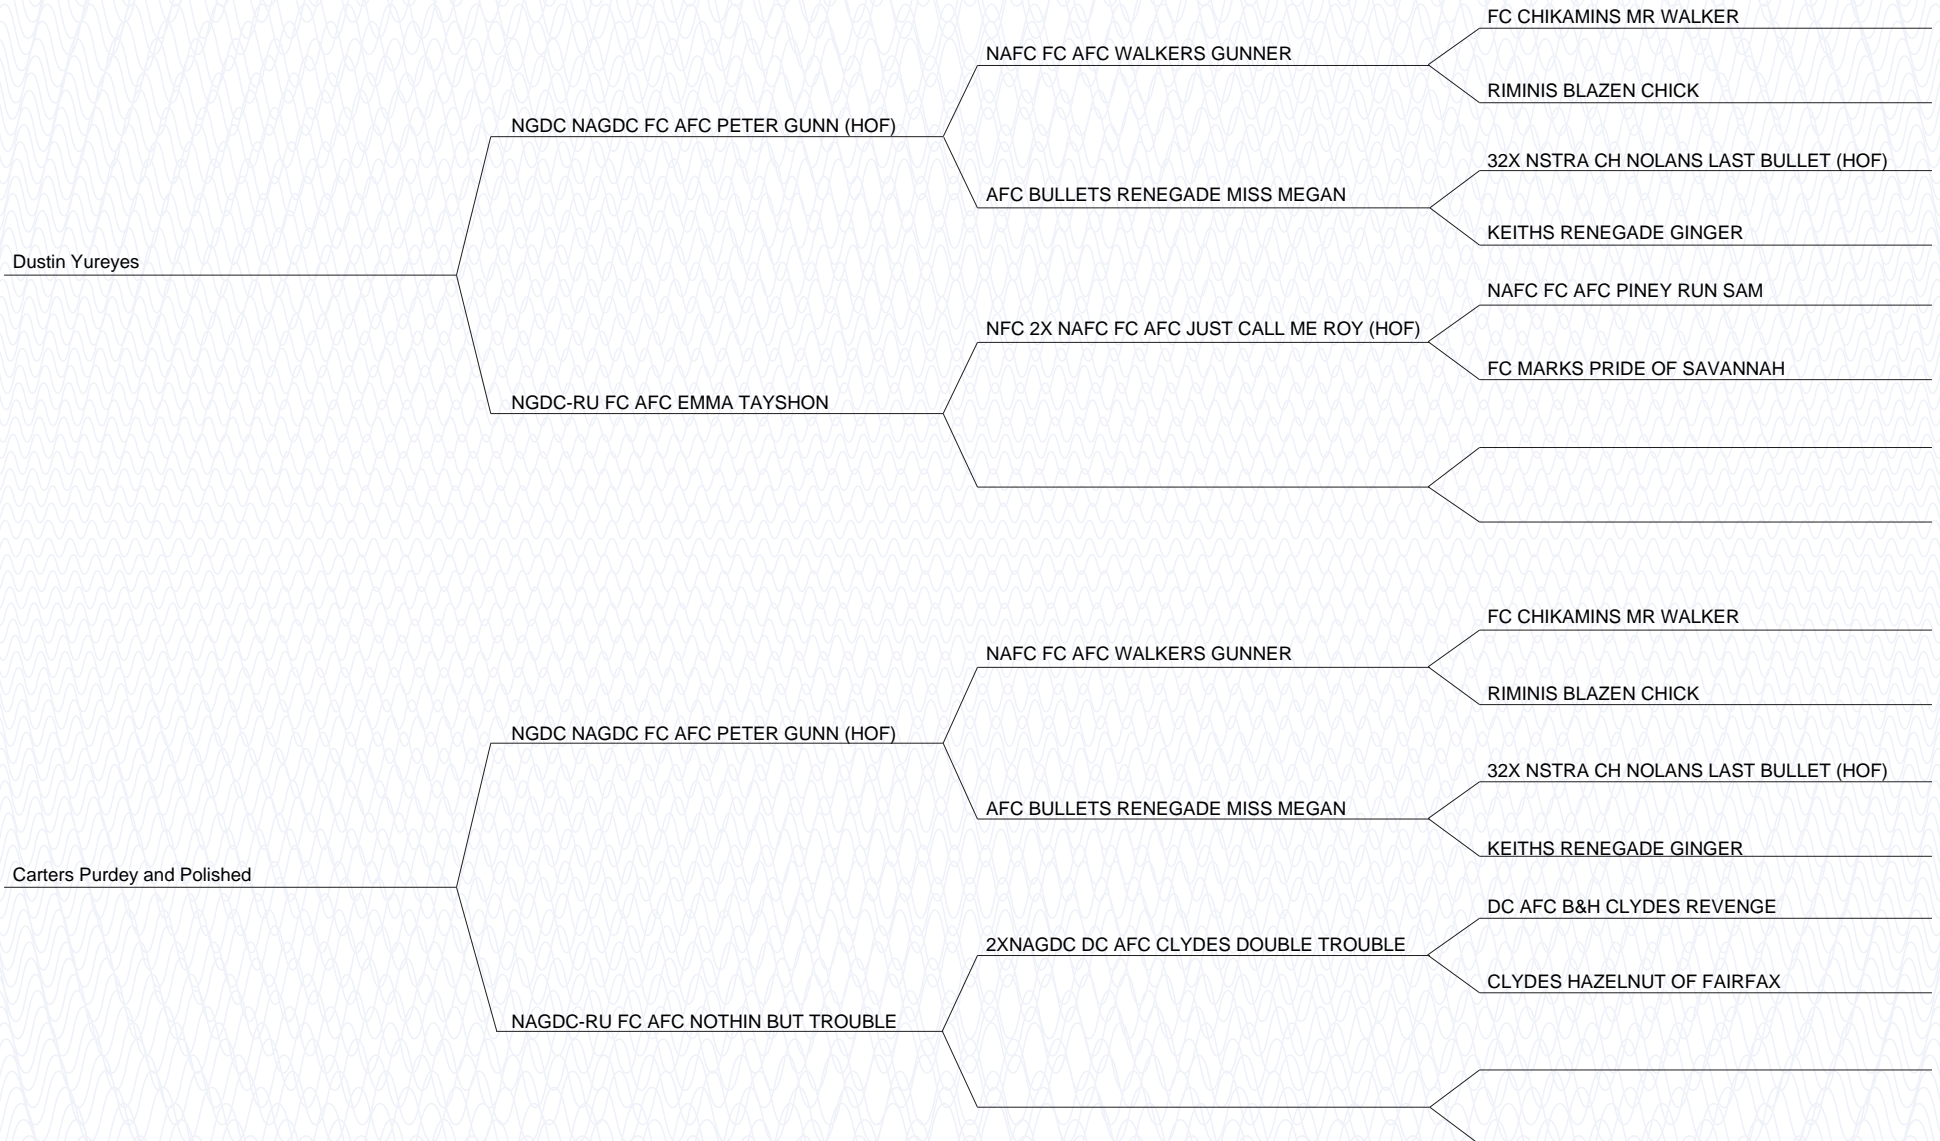 FC CHIKAMINS MR WALKER
NAFC FC AFC WALKERS GUNNER
RIMINIS BLAZEN CHICK
NGDC NAGDC FC AFC PETER GUNN (HOF)
32X NSTRA CH NOLANS LAST BULLET (HOF)
AFC BULLETS RENEGADE MISS MEGAN
KEITHS RENEGADE GINGER
Dustin Yureyes
NAFC FC AFC PINEY RUN SAM
NFC 2X NAFC FC AFC JUST CALL ME ROY (HOF)
FC MARKS PRIDE OF SAVANNAH
NGDC-RU FC AFC EMMA TAYSHON
FC CHIKAMINS MR WALKER
NAFC FC AFC WALKERS GUNNER
RIMINIS BLAZEN CHICK
NGDC NAGDC FC AFC PETER GUNN (HOF)
32X NSTRA CH NOLANS LAST BULLET (HOF)
AFC BULLETS RENEGADE MISS MEGAN
KEITHS RENEGADE GINGER
Carters Purdey and Polished
DC AFC B&H CLYDES REVENGE
2XNAGDC DC AFC CLYDES DOUBLE TROUBLE
CLYDES HAZELNUT OF FAIRFAX
NAGDC-RU FC AFC NOTHIN BUT TROUBLE